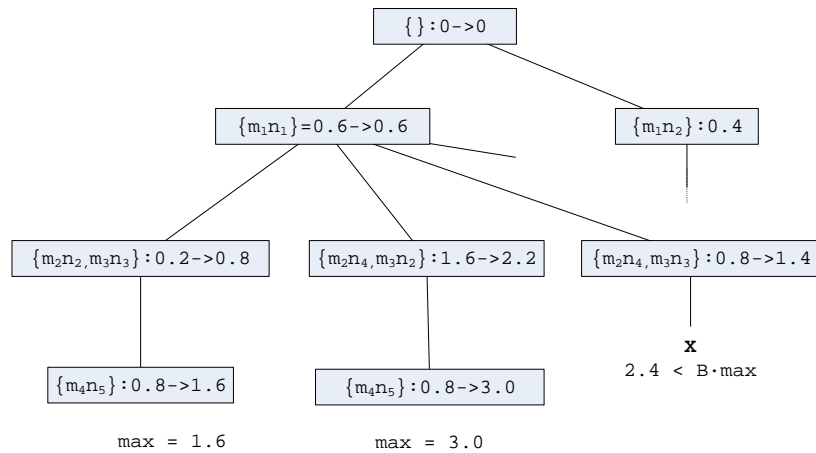 {}:0->0
{m₁n₁}=0.6->0.6
{m₁n₂}:0.4
{m₂n₂,m₃n₃}:0.2->0.8
{m₂n₄,m₃n₂}:1.6->2.2
{m₂n₄,m₃n₃}:0.8->1.4
x
2.4 < B·max
{m₄n₅}:0.8->1.6
{m₄n₅}:0.8->3.0
max = 1.6
max = 3.0